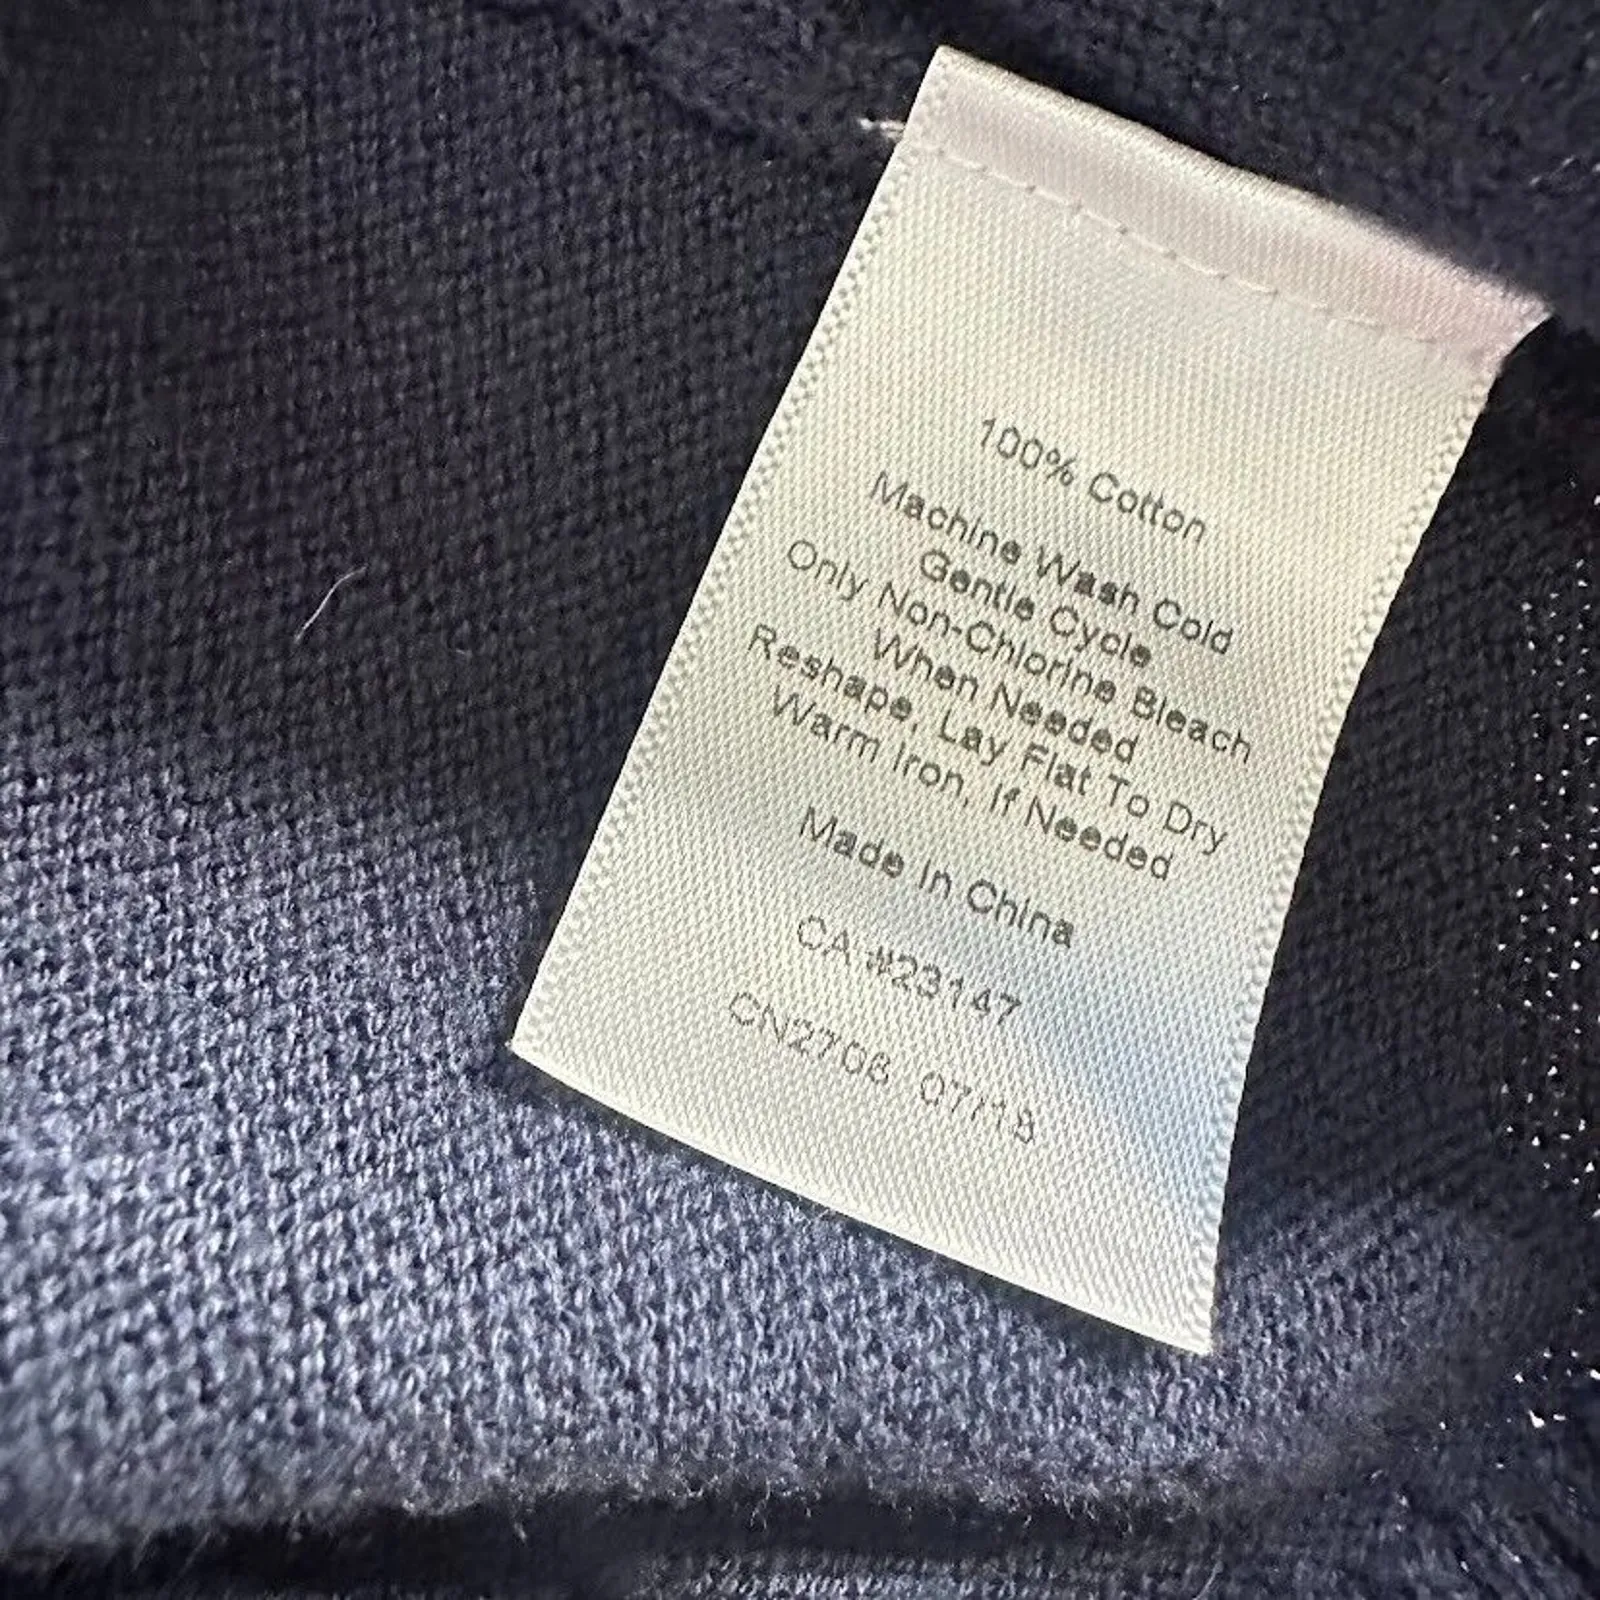 100% Cotton
Machine Wash Cold
Gentle Cycle
Only Non-Chlorine Bleach
When Needed
Reshape, Lay Flat To Dry
Warm Iron, If Needed
Made In China
CA #23147
CN2708 07/18